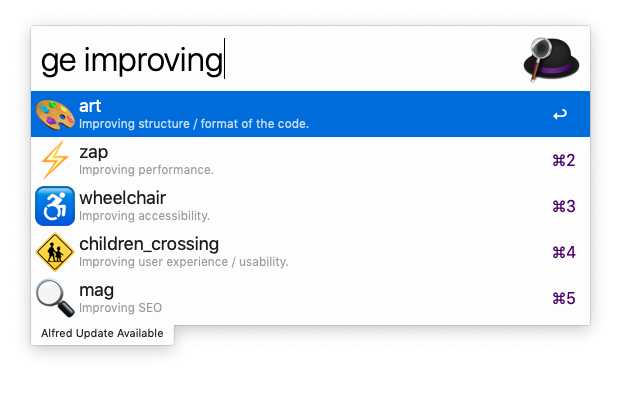 ge improving
art
Improving structure / format of the code.
↩
zap
Improving performance.
⌘2
wheelchair
Improving accessibility.
⌘3
children_crossing
Improving user experience / usability.
⌘4
mag
Improving SEO
⌘5
Alfred Update Available